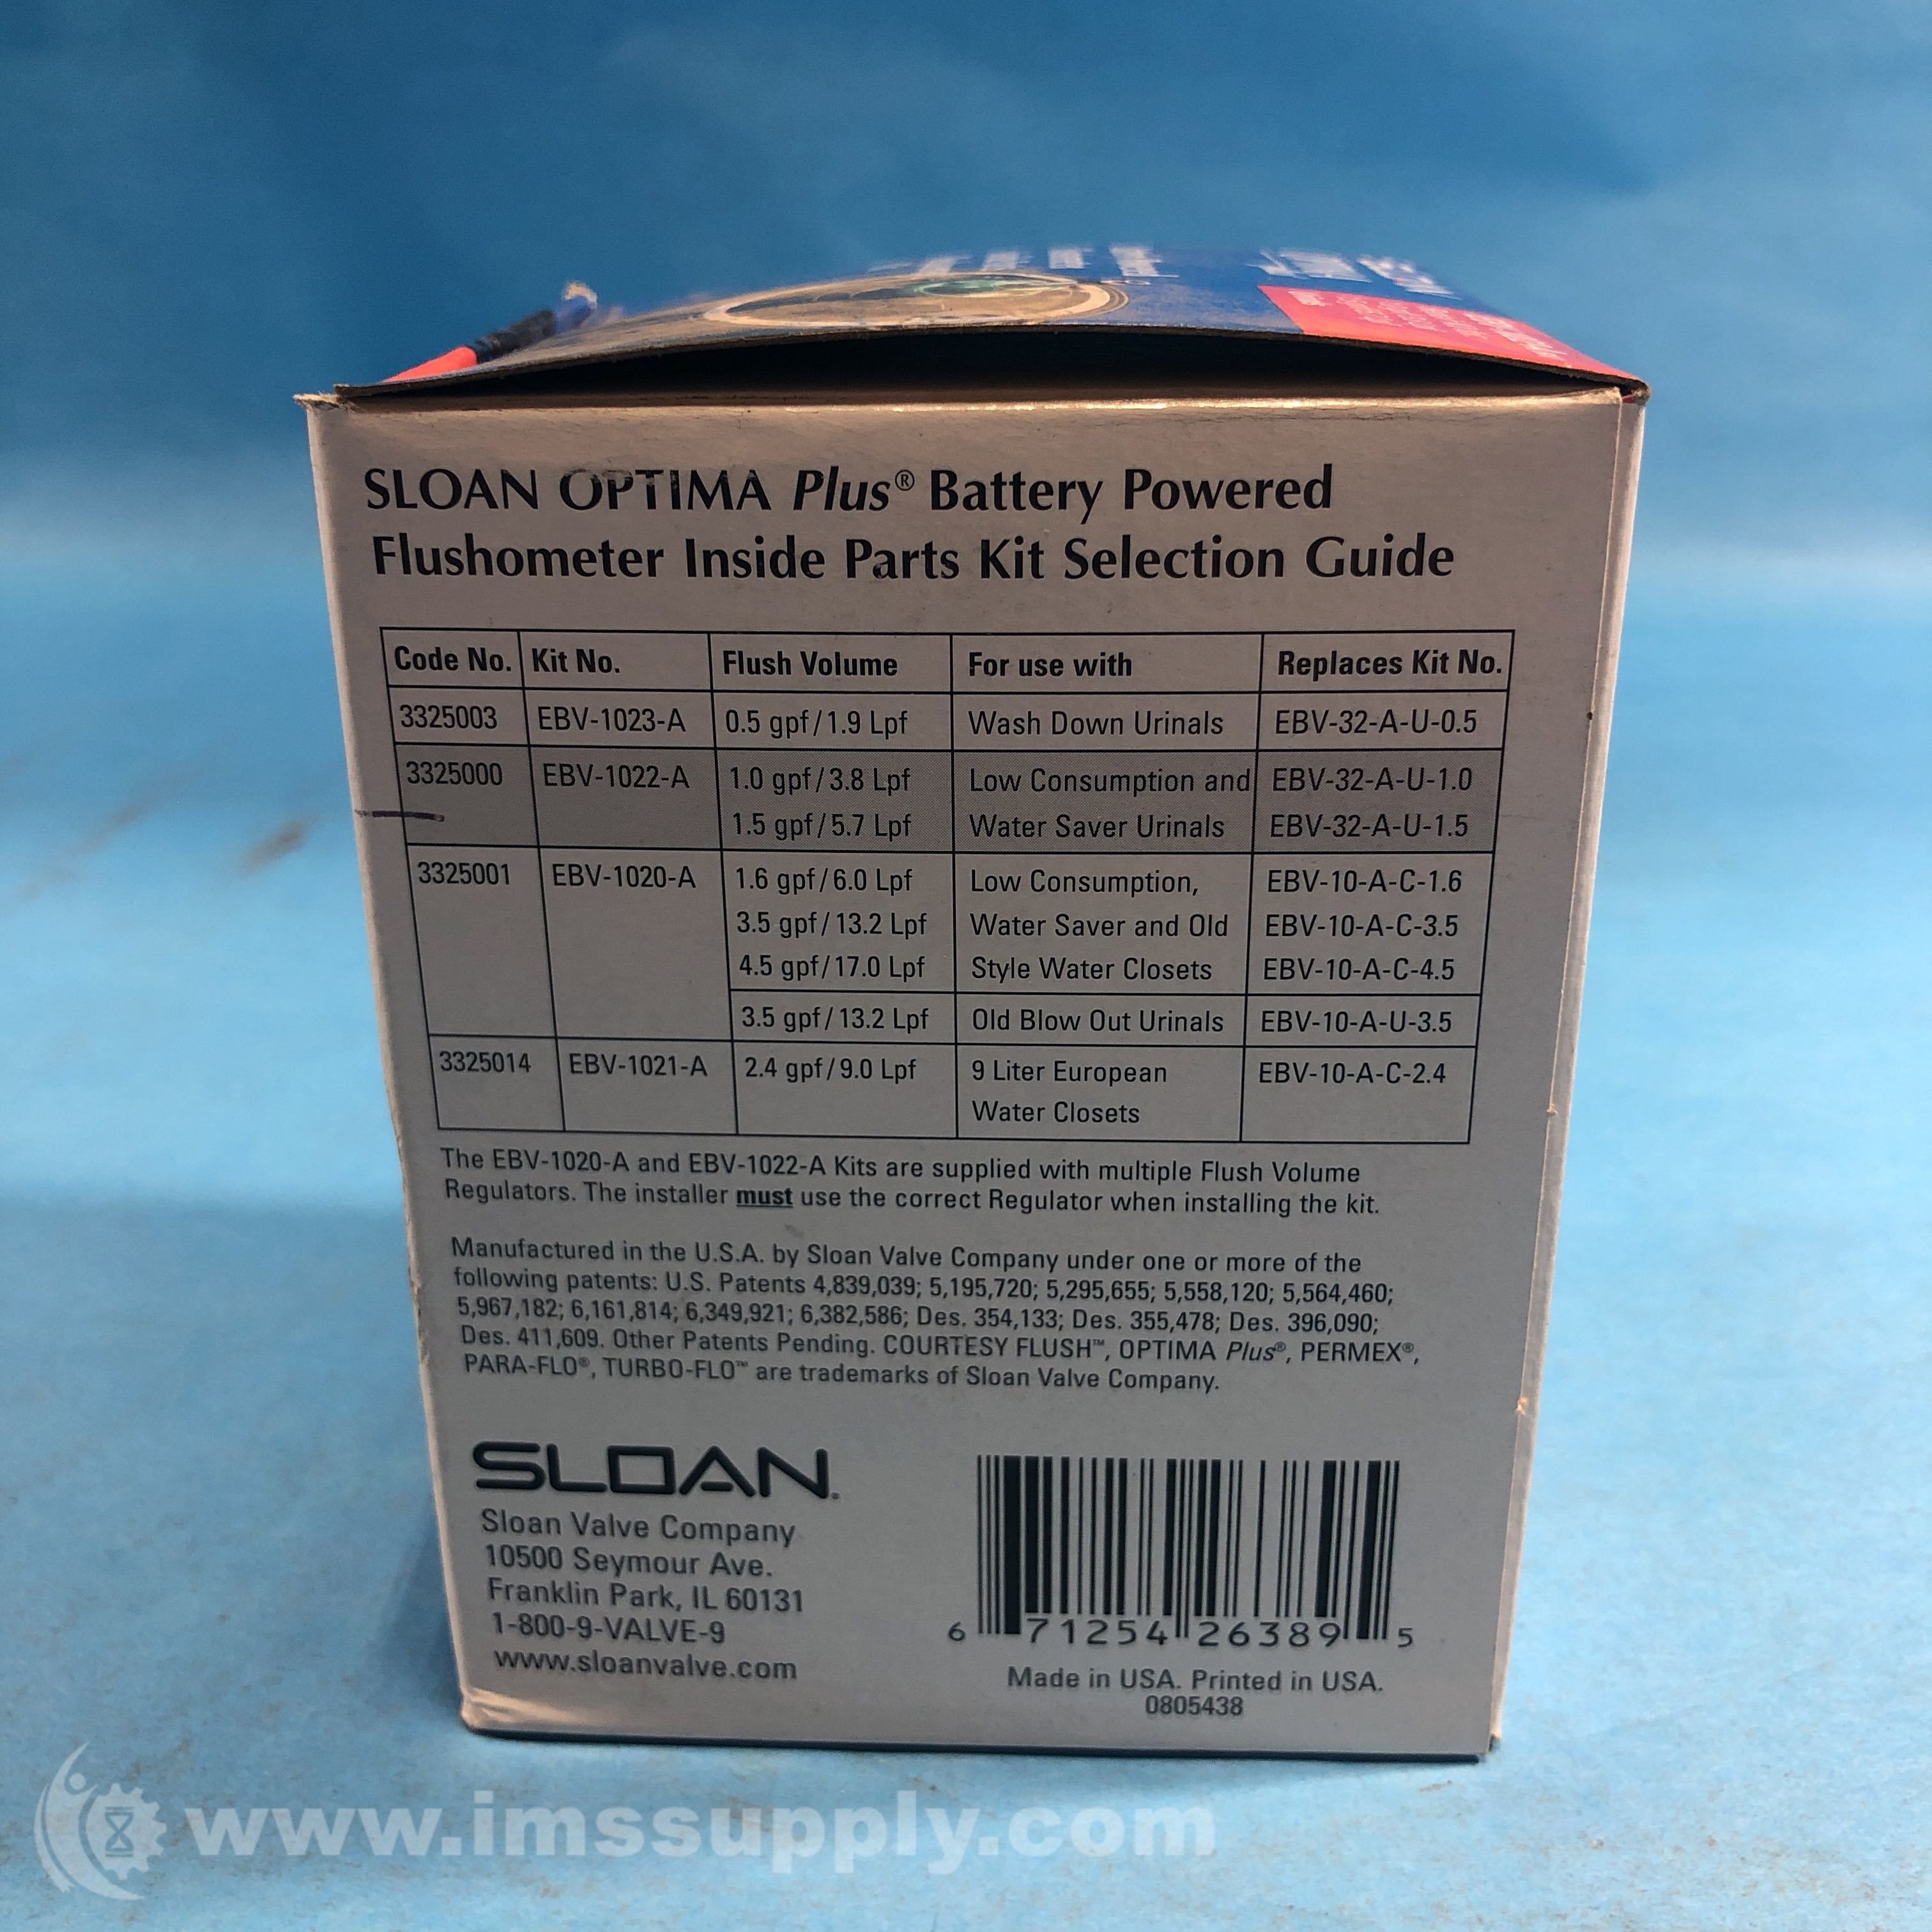 SLOAN OPTIMA Plus® Battery Powered
Flushometer Inside Parts Kit Selection Guide
Code No. Kit No. Flush Volume For use with Replaces Kit No.
3325003 EBV-1023-A 0.5 gpf/1.9 Lpf Wash Down Urinals EBV-32-A-U-0.5
3325000 EBV-1022-A 1.0 gpf/3.8 Lpf Low Consumption and EBV-32-A-U-1.0
1.5 gpf/5.7 Lpf Water Saver Urinals EBV-32-A-U-1.5
3325001 EBV-1020-A 1.6 gpf/6.0 Lpf Low Consumption, EBV-10-A-C-1.6
3.5 gpf/13.2 Lpf Water Saver and Old EBV-10-A-C-3.5
4.5 gpf/17.0 Lpf Style Water Closets EBV-10-A-C-4.5
3.5 gpf/13.2 Lpf Old Blow Out Urinals EBV-10-A-U-3.5
3325014 EBV-1021-A 2.4 gpf/9.0 Lpf 9 Liter European EBV-10-A-C-2.4
Water Closets
The EBV-1020-A and EBV-1022-A Kits are supplied with multiple Flush Volume
Regulators. The installer must use the correct Regulator when installing the kit.
Manufactured in the U.S.A. by Sloan Valve Company under one or more of the
following patents: U.S. Patents 4,839,039; 5,195,720; 5,295,655; 5,558,120; 5,564,460;
5,967,182; 6,161,814; 6,349,921; 6,382,586; Des. 354,133; Des. 355,478; Des. 396,090;
Des. 411,609. Other Patents Pending. COURTESY FLUSH™, OPTIMA Plus®, PERMEX®,
PARA-FLO®, TURBO-FLO™ are trademarks of Sloan Valve Company.
SLOAN.
Sloan Valve Company
10500 Seymour Ave.
Franklin Park, IL 60131
1-800-9-VALVE-9
www.sloanvalve.com
6 71254 26389 5
Made in USA. Printed in USA.
0805438
www.imssupply.com